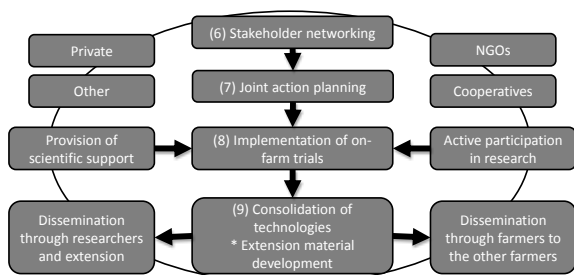 (6) Stakeholder networking
Private
NGOs
(7) Joint action planning
Other
Cooperatives
Provision of
scientific support
(8) Implementation of on-
farm trials
Active participation
in research
Dissemination
through researchers
and extension
(9) Consolidation of
technologies
* Extension material
development
Dissemination
through farmers to
the other farmers